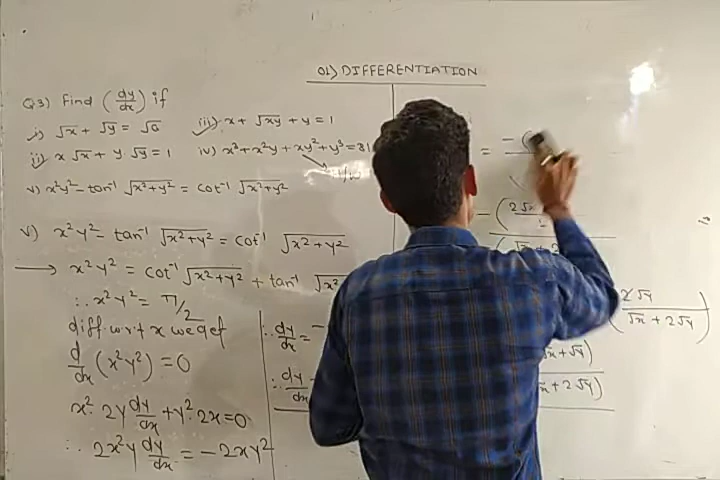 01) DIFFERENTIATION
Q3) Find (dy/dx) if
i) √x + √y = √a
iii) x + √xy + y = 1
ii) x√x + y√y = 1
iv) x³ + x²y + xy² + y³ = 81
H/W
v) x²y² - tan⁻¹ √x²+y² = cot⁻¹ √x²+y²
v) x²y² - tan⁻¹ √x²+y² = cot⁻¹ √x²+y²
→ x²y² = cot⁻¹ √x²+y² + tan⁻¹ √x²
∴ x²y² = π/2
diff. w.r.t x we get
d/dx (x²y²) = 0
x²· 2y dy/dx + y²· 2x = 0
∴ 2x²y dy/dx = -2xy²
∴ dy/dx = -
∴ dy/dx
2√y / √x + 2√y)
√x + √y)
√x + 2√y)